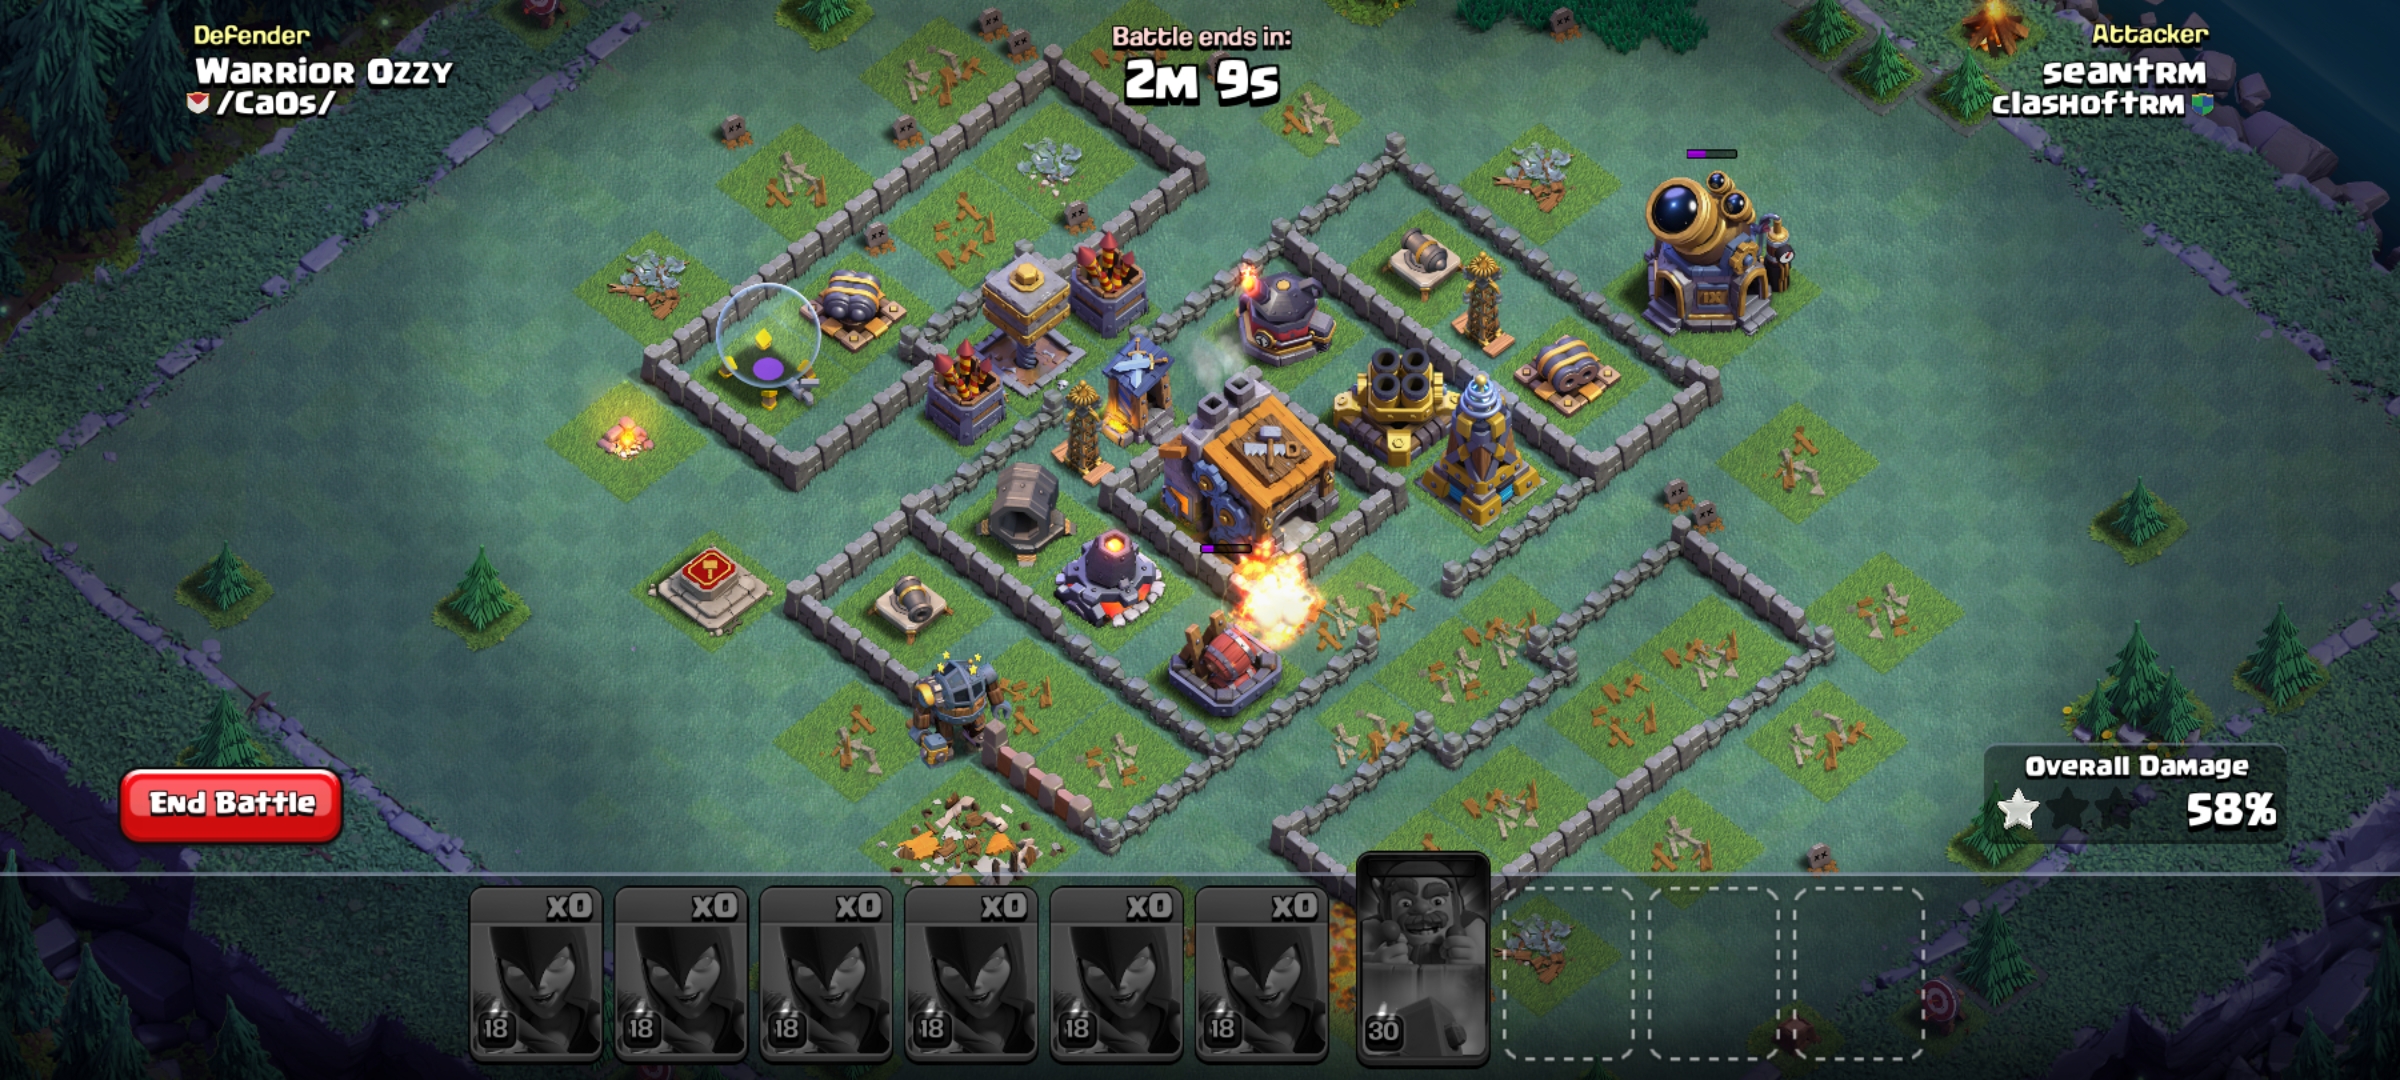 Defender
Warrior Ozzy
/CaOs/
Battle ends in:
2M 9s
Attacker
seantrm
clashoftrm
IX
End Battle
Overall Damage
58%
x0
x0
x0
x0
x0
x0
18
18
18
18
18
18
30